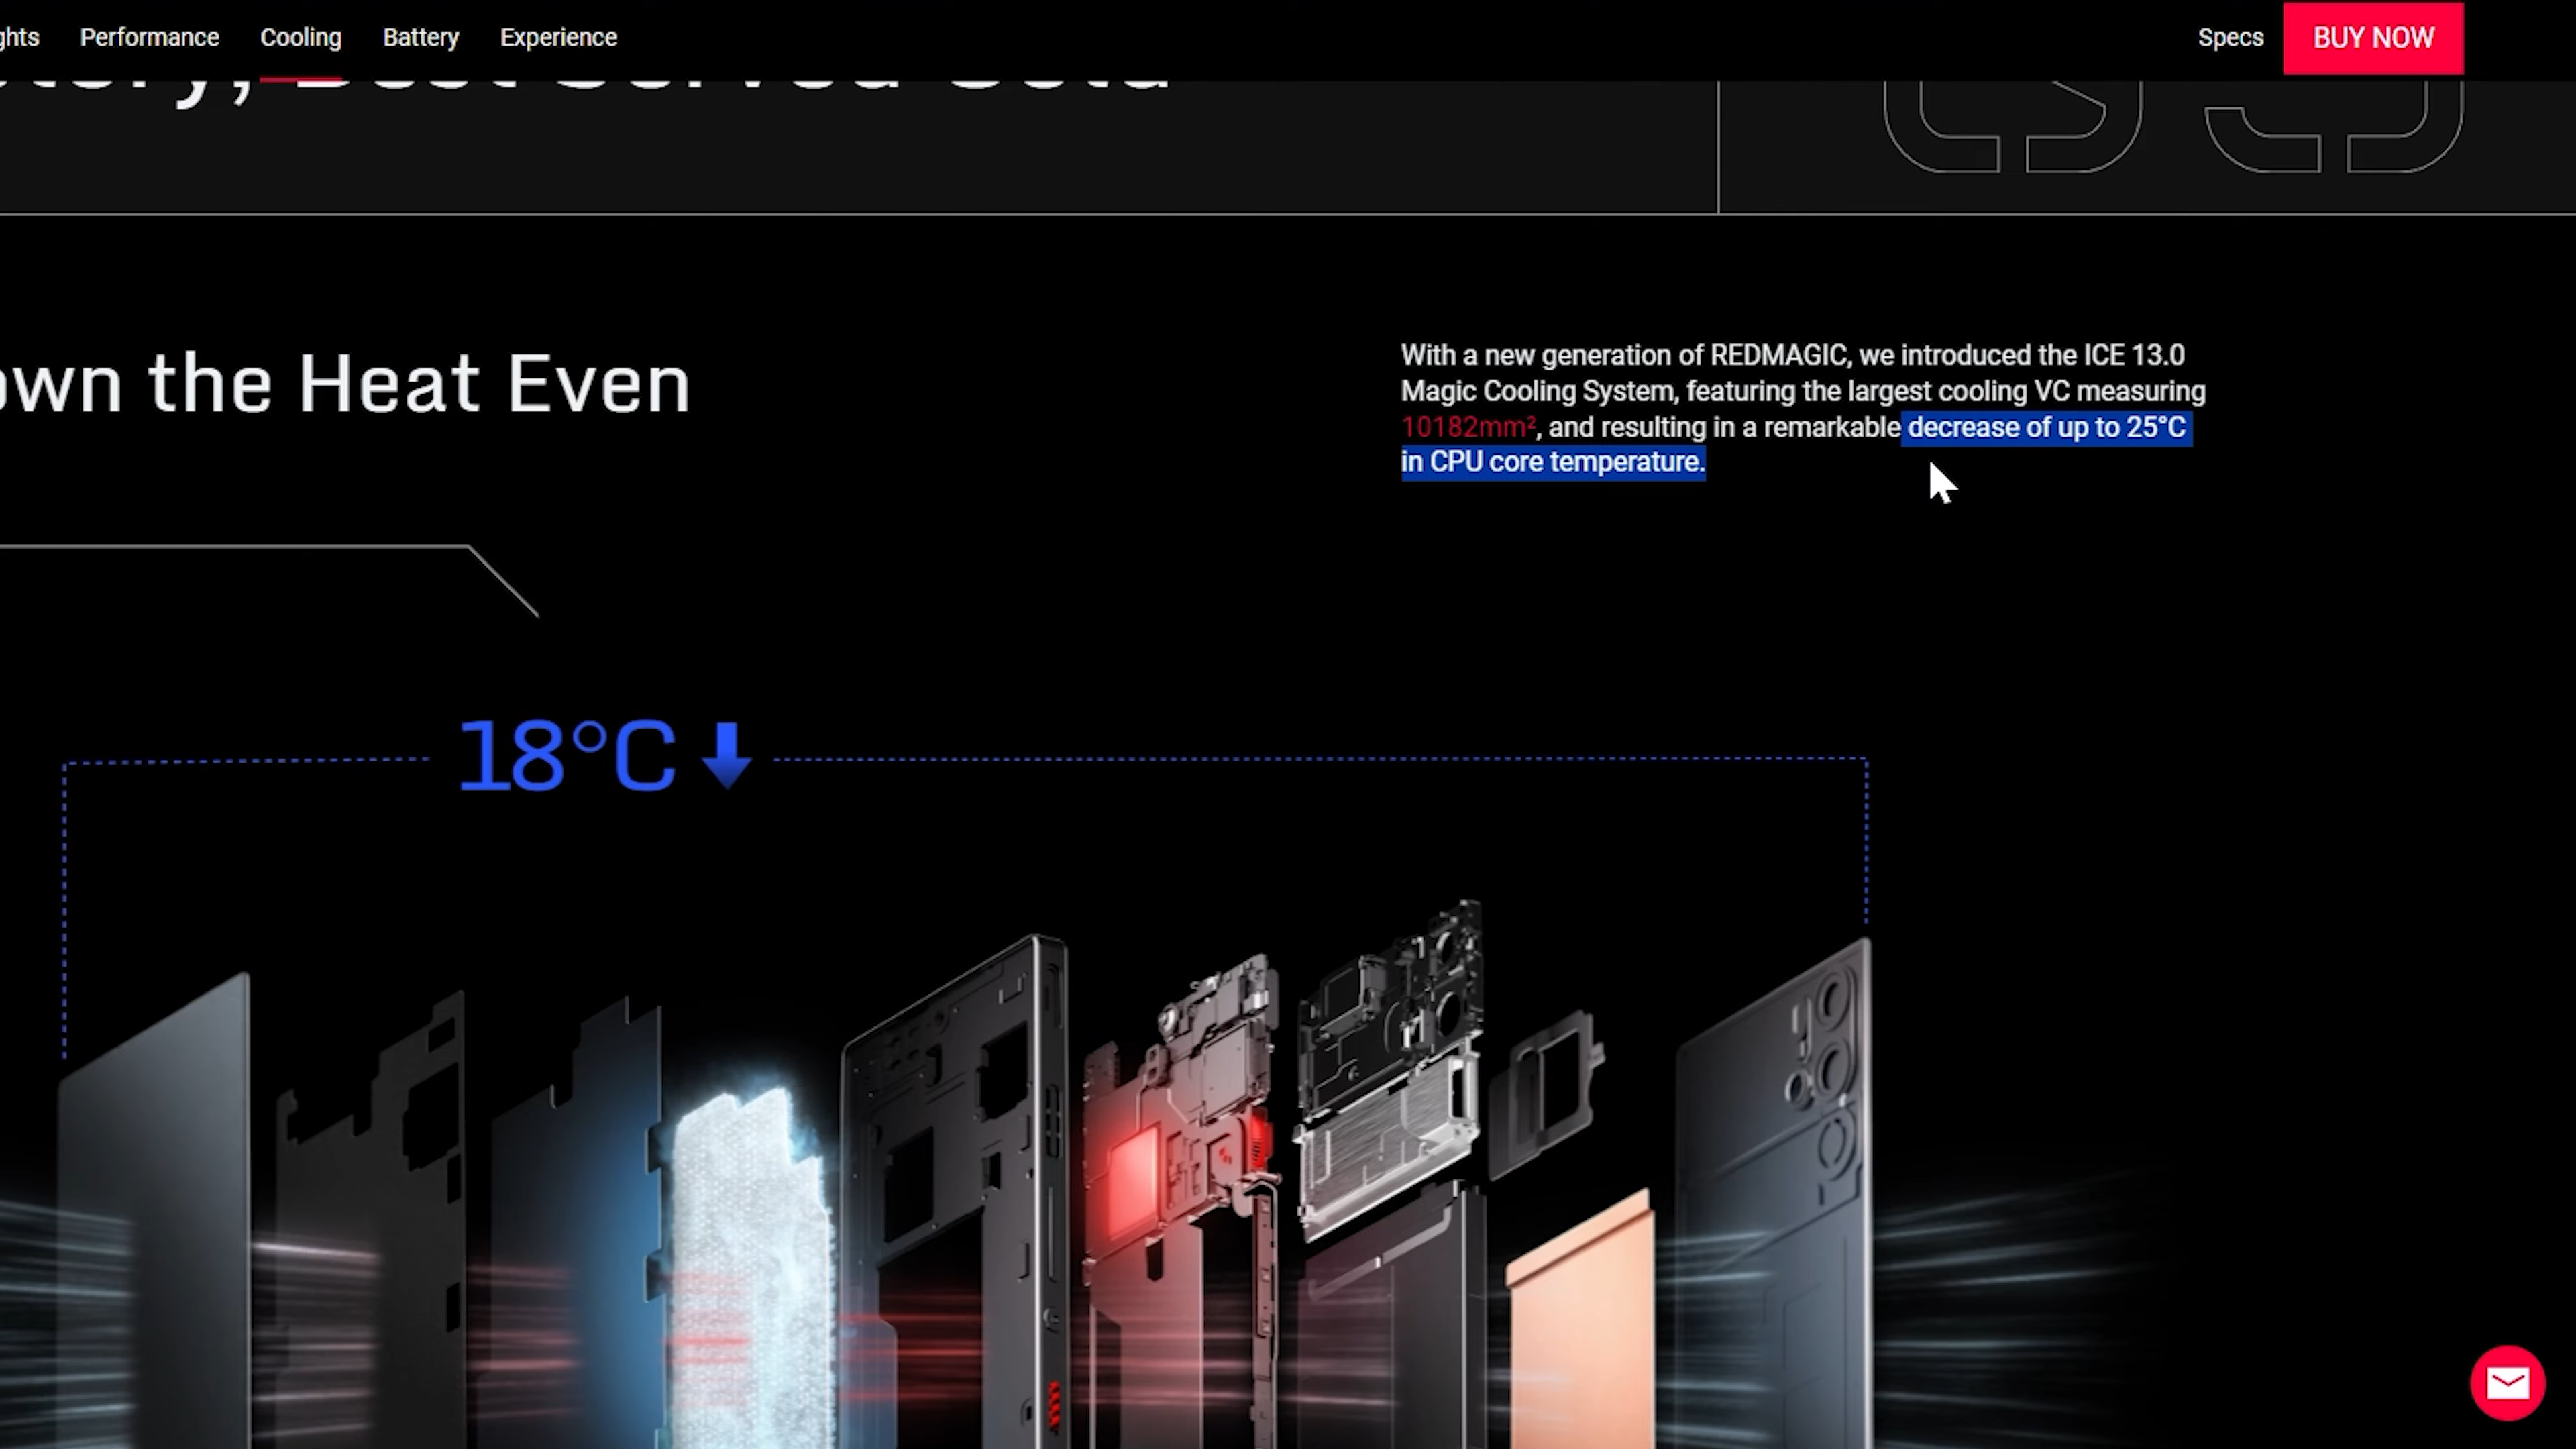 Performance Cooling Battery Experience Specs BUY NOW
Served
own the Heat Even
With a new generation of REDMAGIC, we introduced the ICE 13.0
Magic Cooling System, featuring the largest cooling VC measuring
10182mm², and resulting in a remarkable decrease of up to 25°C
in CPU core temperature.
18°C